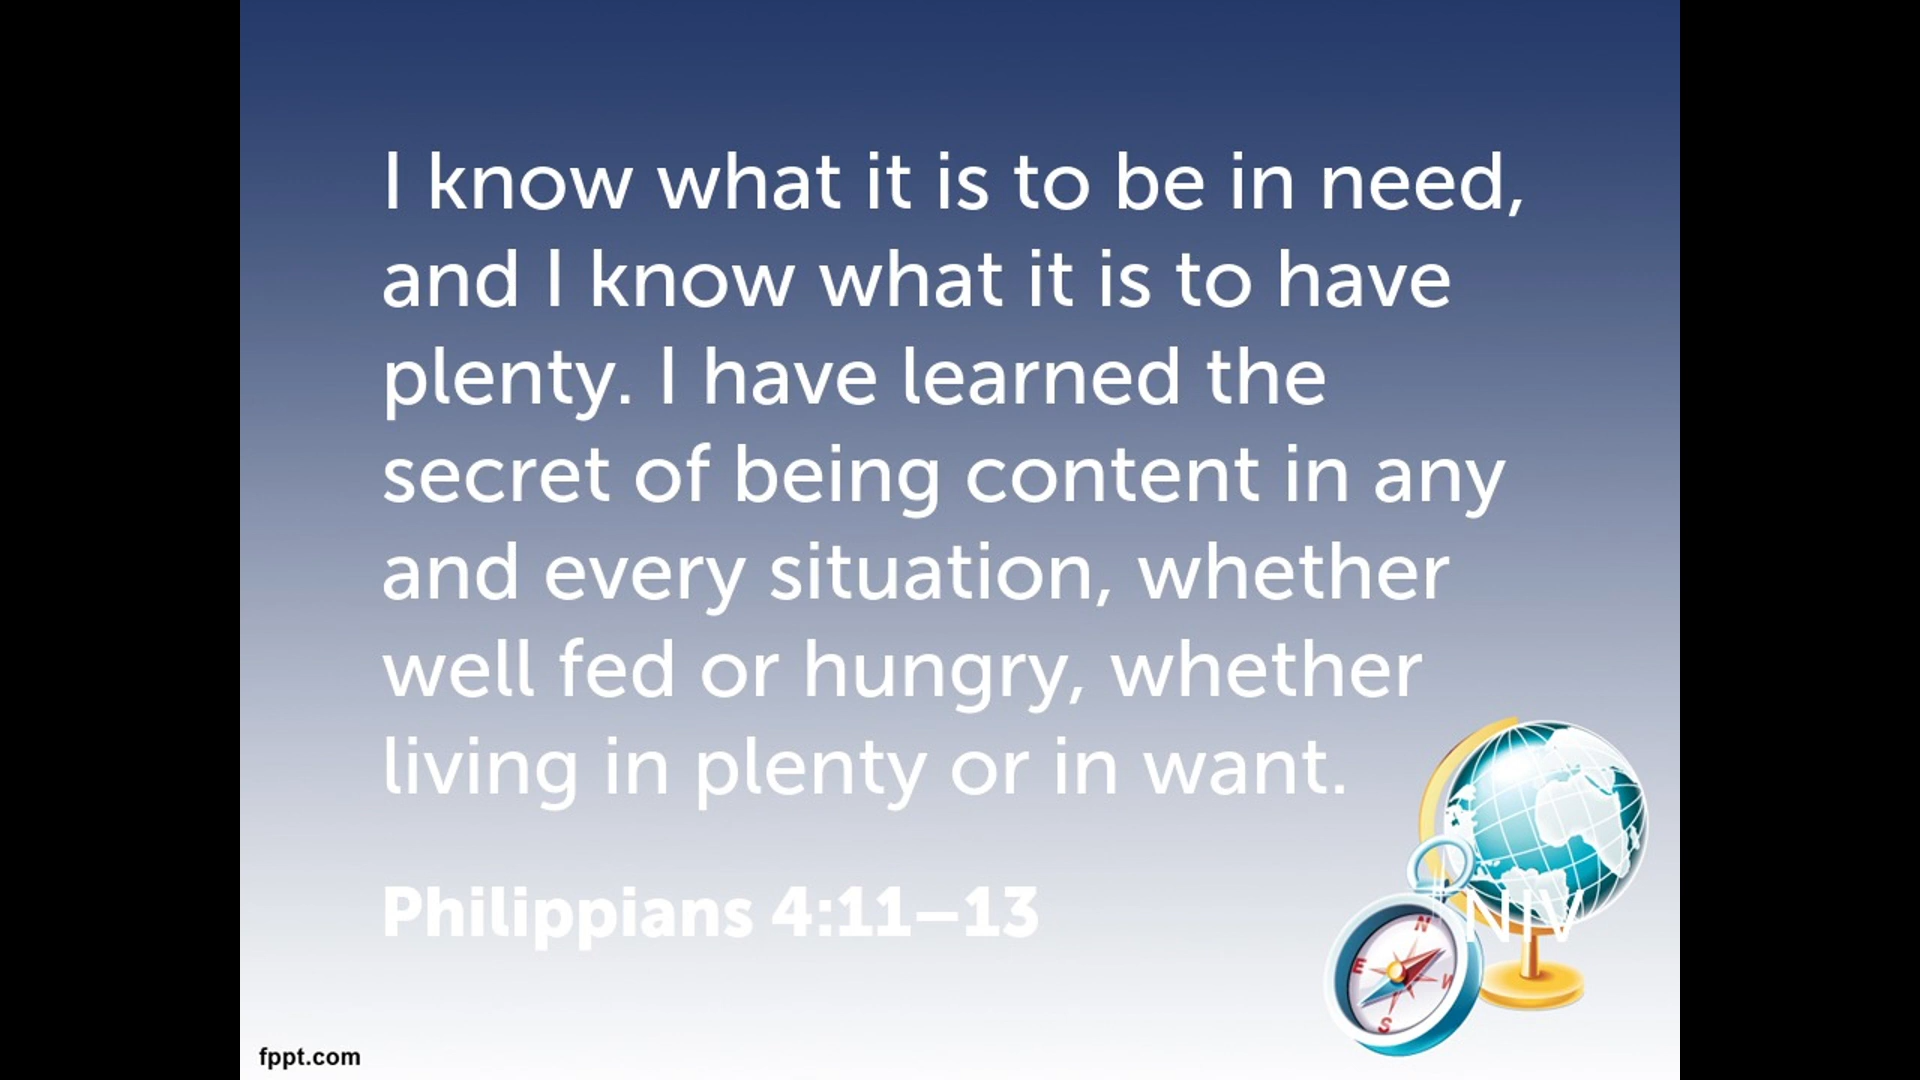 I know what it is to be in need,
and I know what it is to have
plenty. I have learned the
secret of being content in any
and every situation, whether
well fed or hungry, whether
living in plenty or in want.
Philippians 4:11–13
NIV
N
E
W
S
fppt.com